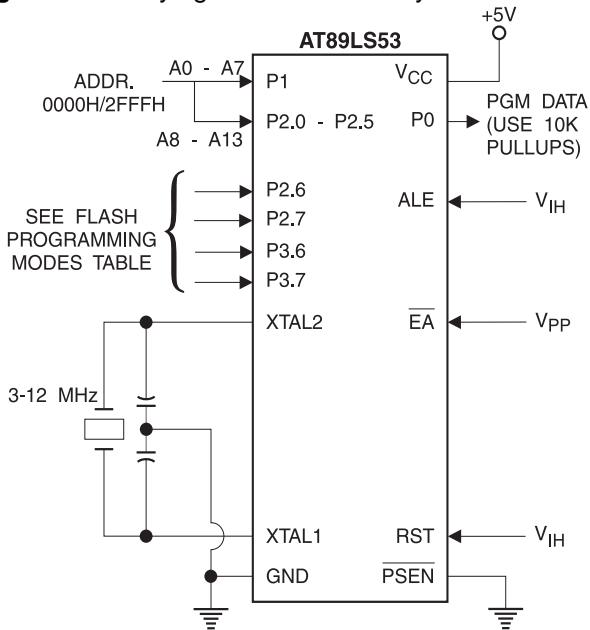 +5V
AT89LS53
A0 - A7
ADDR.
0000H/2FFFH
A8 - A13
P1
P2.0 - P2.5
VCC
P0
PGM DATA
(USE 10K
PULLUPS)
SEE FLASH
PROGRAMMING
MODES TABLE
P2.6
P2.7
P3.6
P3.7
ALE
VIH
XTAL2
EA
VPP
3-12 MHz
XTAL1
RST
VIH
GND
PSEN